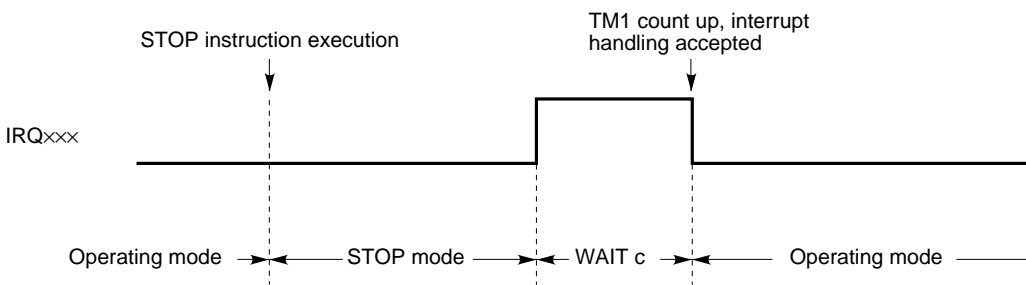 TM1 count up, interrupt
handling accepted
STOP instruction execution
IRQ×××
Operating mode STOP mode WAIT c Operating mode